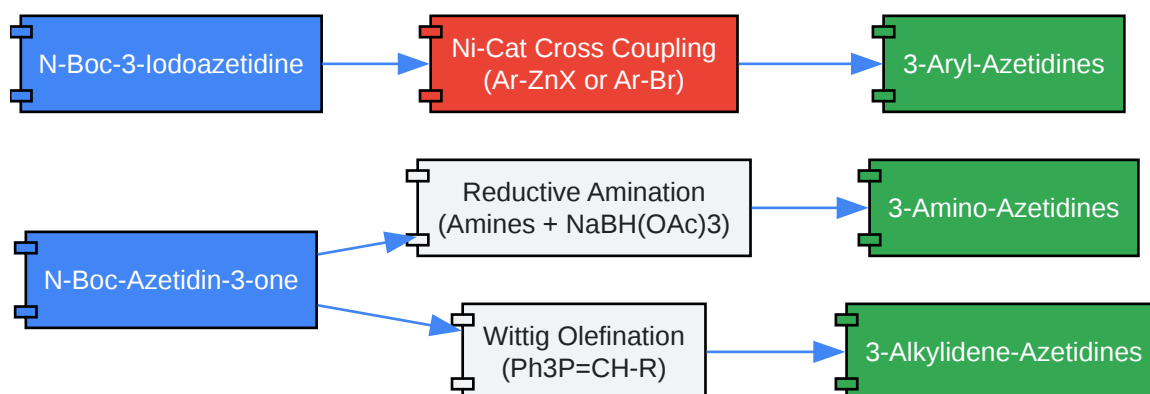 N-Boc-3-Iodoazetidine
Ni-Cat Cross Coupling
(Ar-ZnX or Ar-Br)
3-Aryl-Azetidines
N-Boc-Azetidin-3-one
Reductive Amination
(Amines + NaBH(OAc)3)
3-Amino-Azetidines
Wittig Olefination
(Ph3P=CH-R)
3-Alkylidene-Azetidines